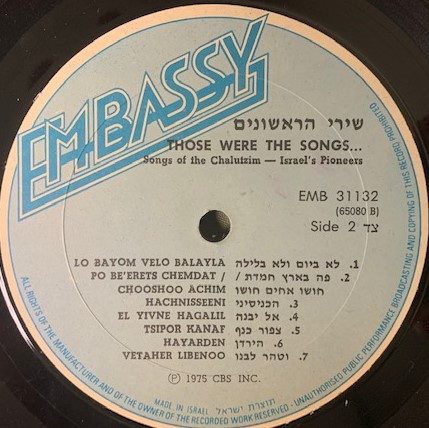 EMBASSY
שירי הראשונים
THOSE WERE THE SONGS...
Songs of the Chalutzim — Israel's Pioneers
EMB 31132
(65080 B)
Side 2 צד
LO BAYOM VELO BALAYLA 1. לא ביום ולא בלילה
PO BE'ERETS CHEMDAT / 2. פה בארץ חמדת /
CHOOSHOO ACHIM חושו אחים חושו
HACHNISSEENI 3. הכניסיני
EL YIVNE HAGALIL 4. אל יבנה
TSIPOR KANAF 5. צפור כנף
HAYARDEN 6. הירדן
VETAHER LIBENOO 7. וטהר לבנו
℗ 1975 CBS INC.
MADE IN ISRAEL תוצרת ישראל
ALL RIGHTS OF THE MANUFACTURER AND OF THE OWNER OF THE RECORDED WORK RESERVED · UNAUTHORISED PUBLIC PERFORMANCE BROADCASTING AND COPYING OF THIS RECORD PROHIBITED